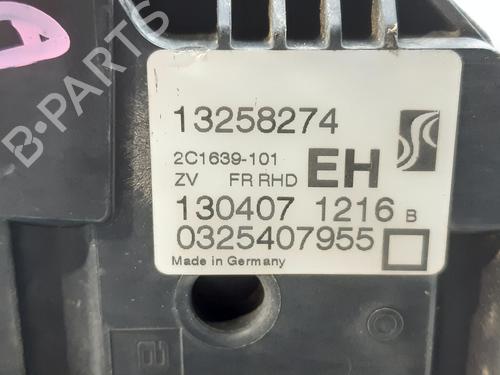 B-PARTS
13258274
2C1639-101
ZV FR RHD EH
130407 1216 B
0325407955
Made in Germany